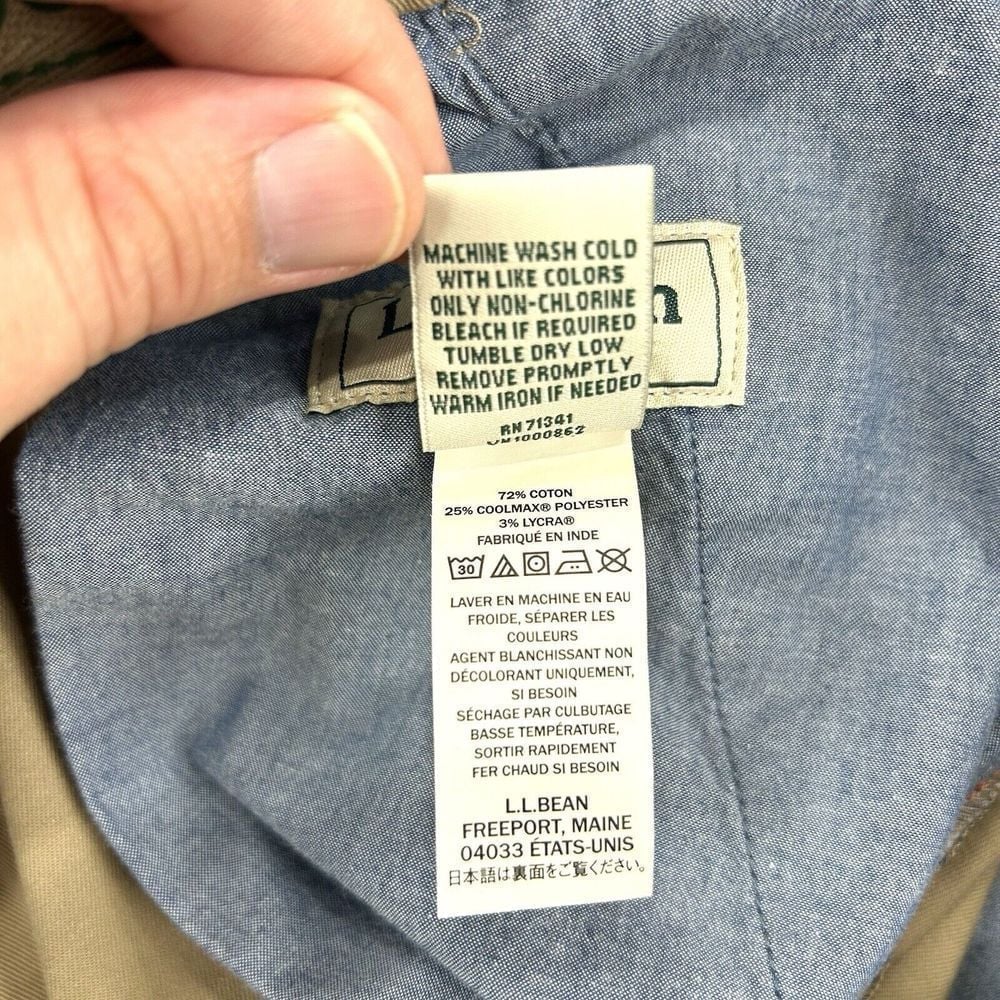 MACHINE WASH COLD
WITH LIKE COLORS
ONLY NON-CHLORINE
BLEACH IF REQUIRED
TUMBLE DRY LOW
REMOVE PROMPTLY
WARM IRON IF NEEDED
RN 71341
72% COTON
25% COOLMAX® POLYESTER
3% LYCRA®
FABRIQUÉ EN INDE
30
LAVER EN MACHINE EN EAU
FROIDE, SÉPARER LES
COULEURS
AGENT BLANCHISSANT NON
DÉCOLORANT UNIQUEMENT,
SI BESOIN
SÉCHAGE PAR CULBUTAGE
BASSE TEMPÉRATURE,
SORTIR RAPIDEMENT
FER CHAUD SI BESOIN
L.L.BEAN
FREEPORT, MAINE
04033 ÉTATS-UNIS
日本語は裏面をご覧ください。